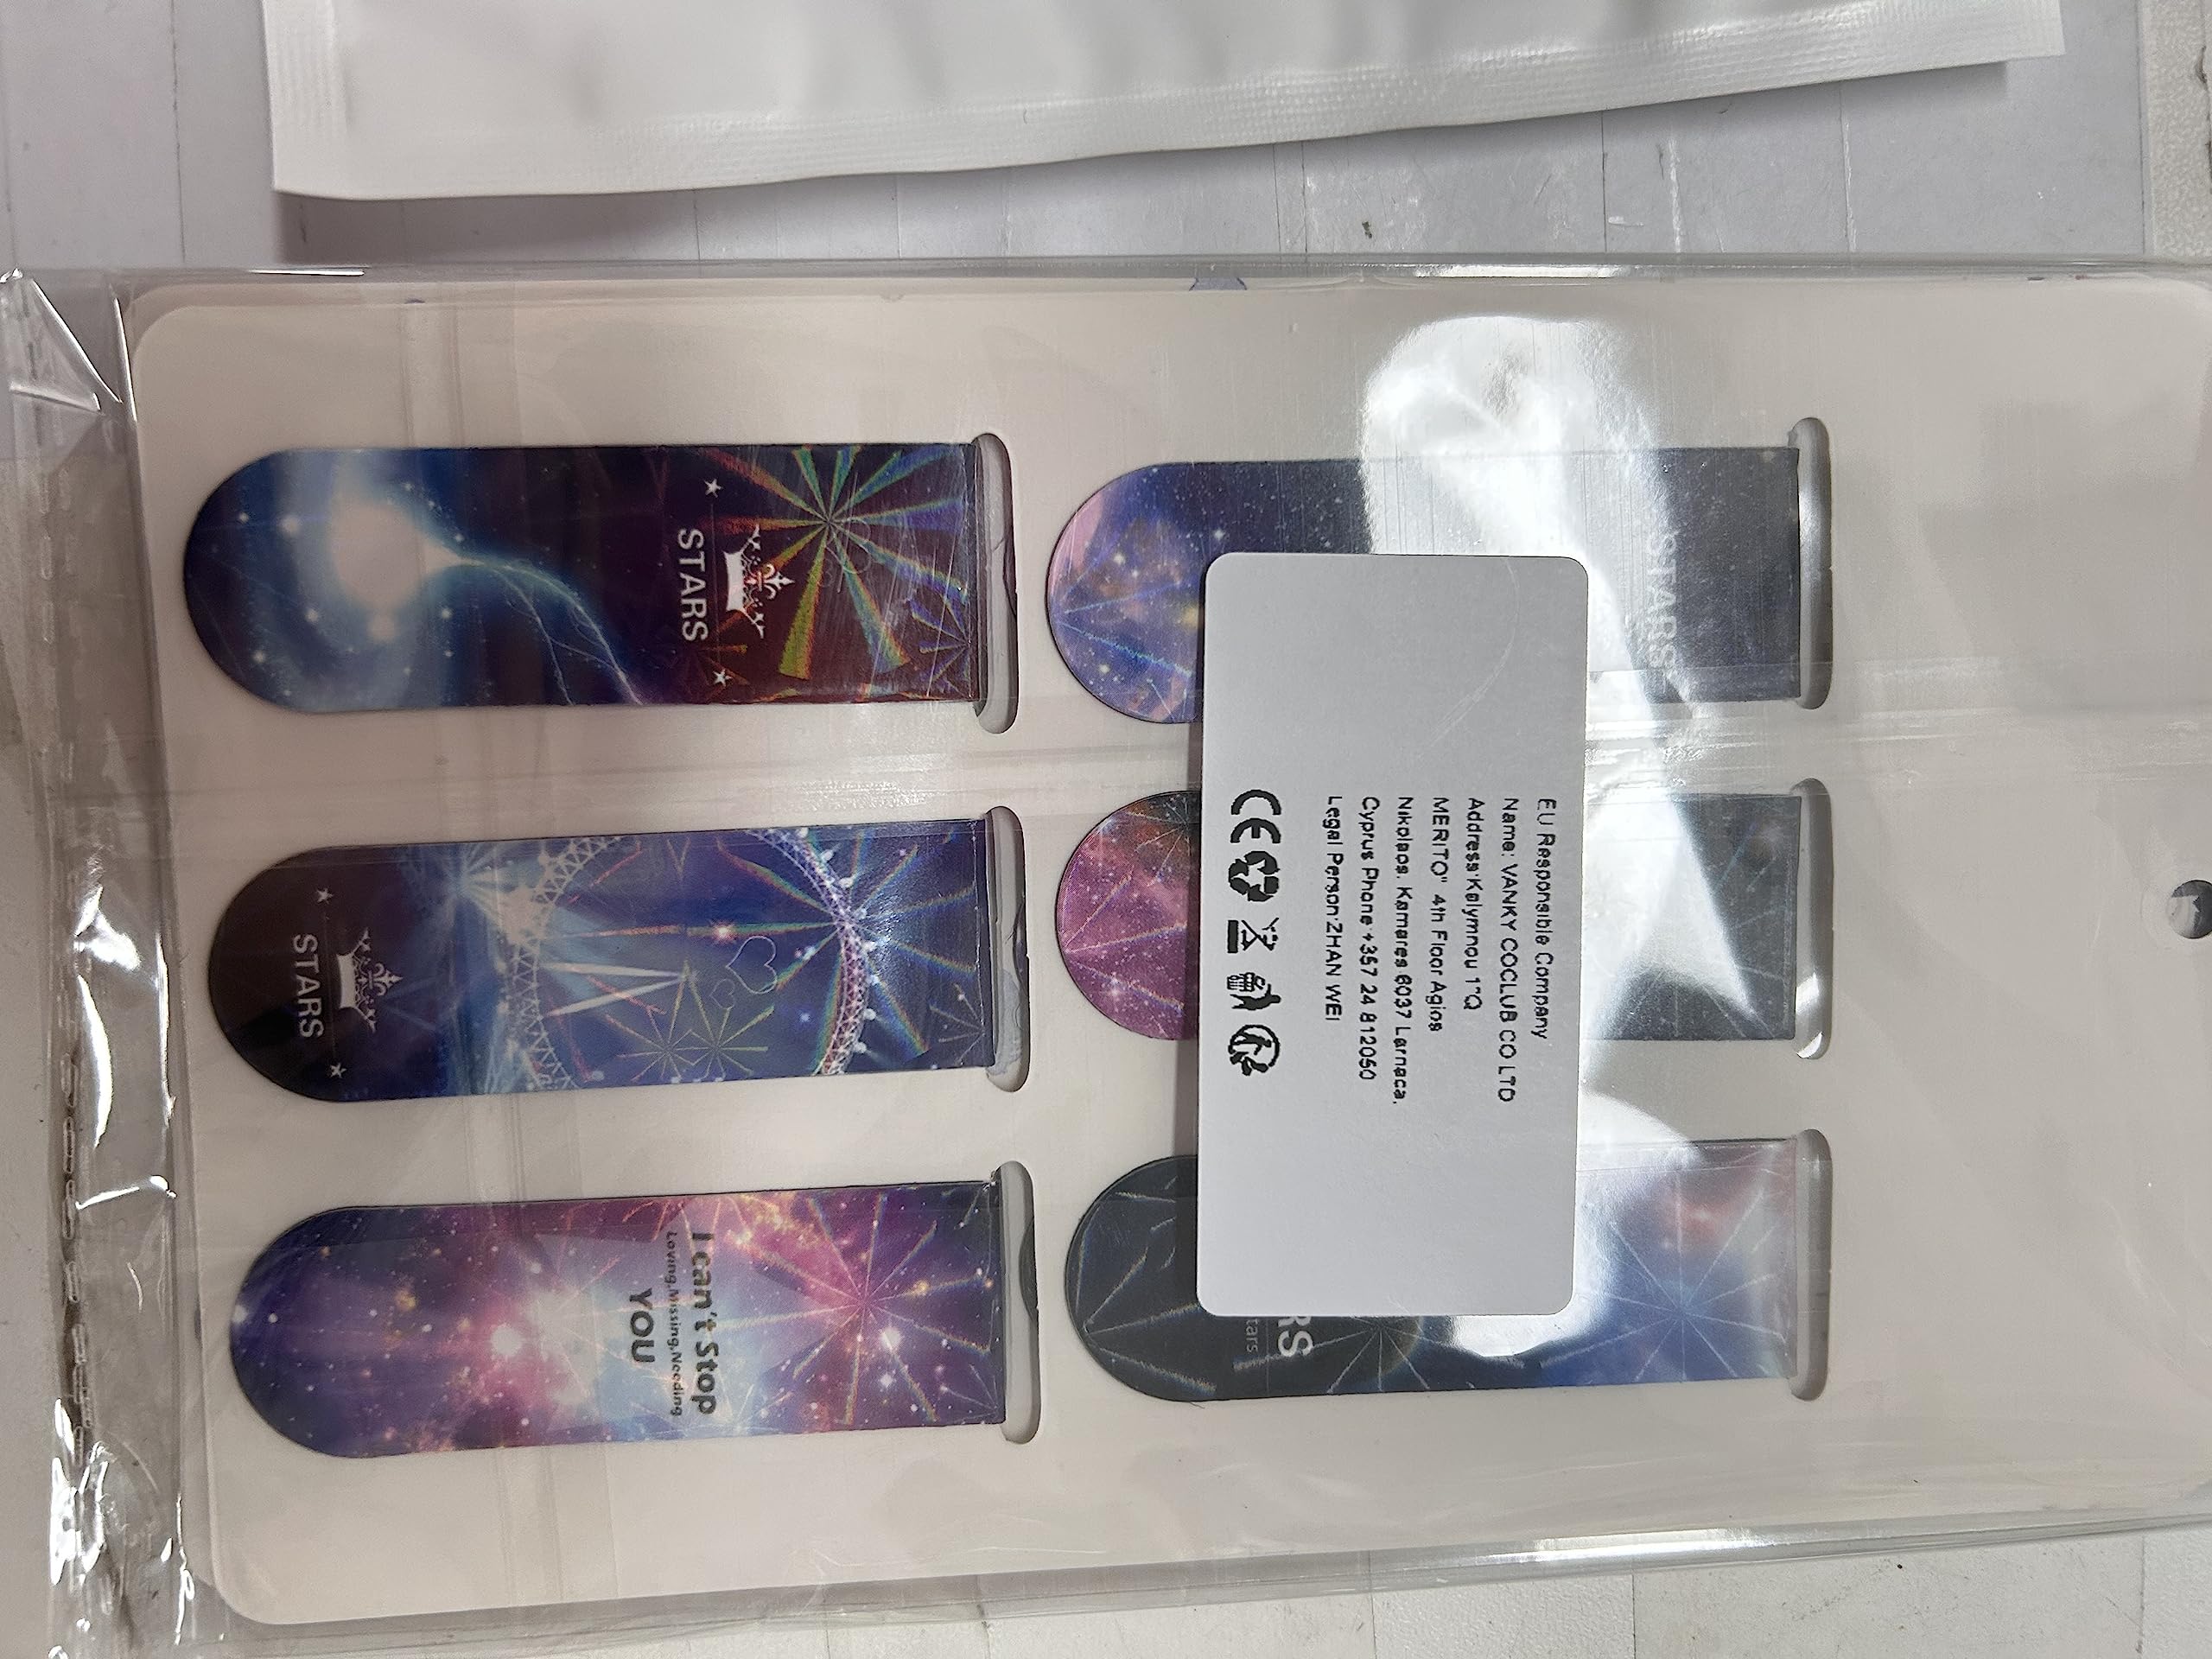 STARS
STARS
I can't Stop
Loving.Missing.Needing
YOU
STARS
RS
tars
EU Responsible Company
Name: VANKY COCLUB CO LTD
Address:Kalymnou 1"Q
MERITO" 4th Floor Agios
Nikolaos, Kamares 6037 Larnaca,
Cyprus Phone +357 24 812050
Legal Person:ZHAN WEI
CE